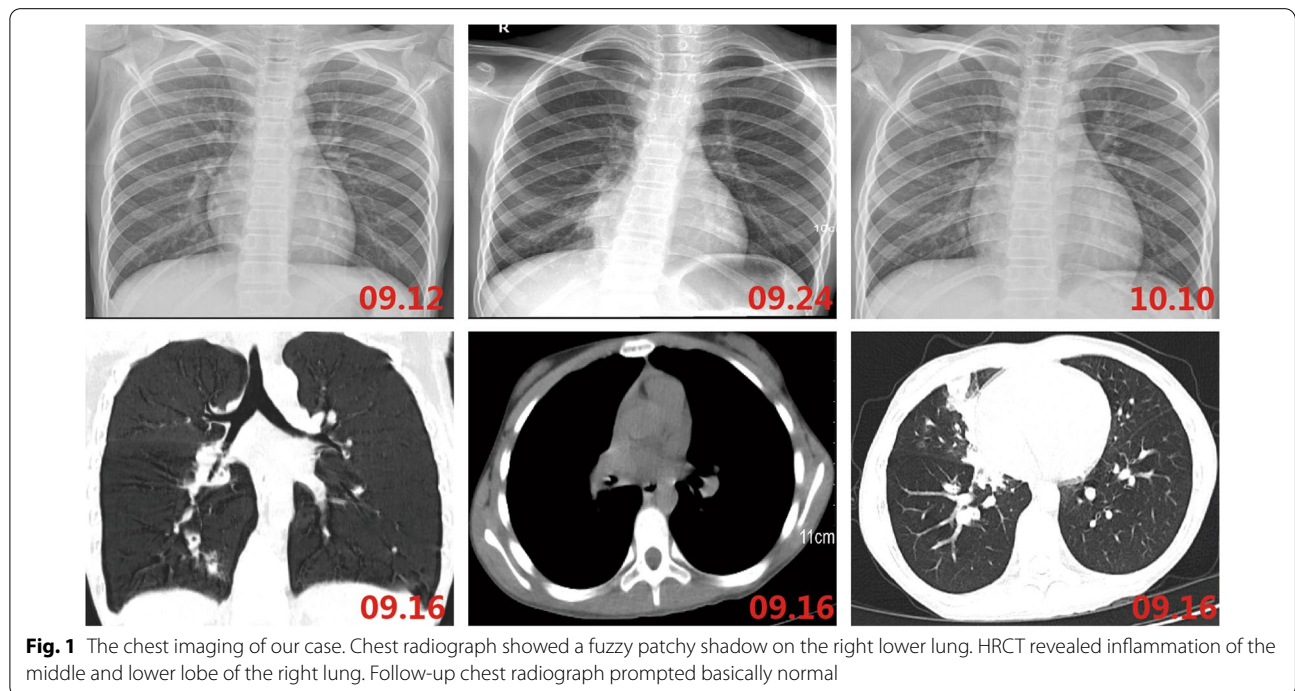 R
10c
09.12
09.24
10.10
11cm
09.16
09.16
09.16
Fig. 1 The chest imaging of our case. Chest radiograph showed a fuzzy patchy shadow on the right lower lung. HRCT revealed inflammation of the
middle and lower lobe of the right lung. Follow-up chest radiograph prompted basically normal